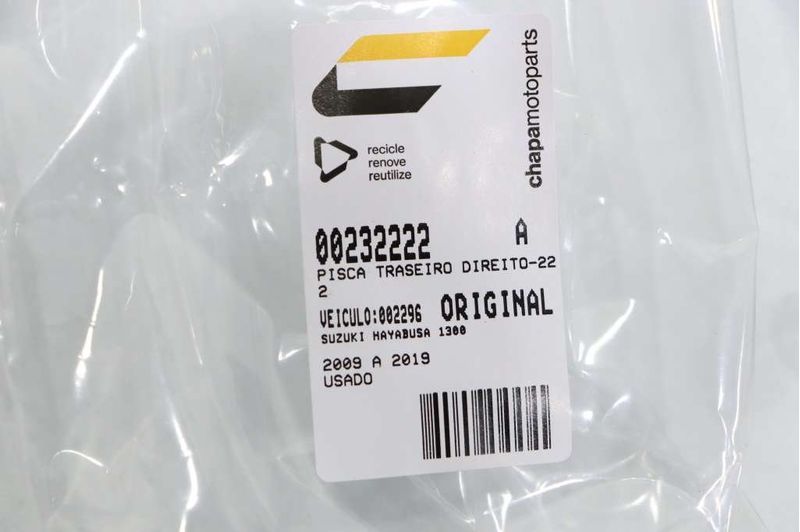 chapamotoparts
recicle
renove
reutilize
00232222 A
PISCA TRASEIRO DIREITO-22
2
VEICULO:002296 ORIGINAL
SUZUKI HAYABUSA 1300
2009 A 2019
USADO